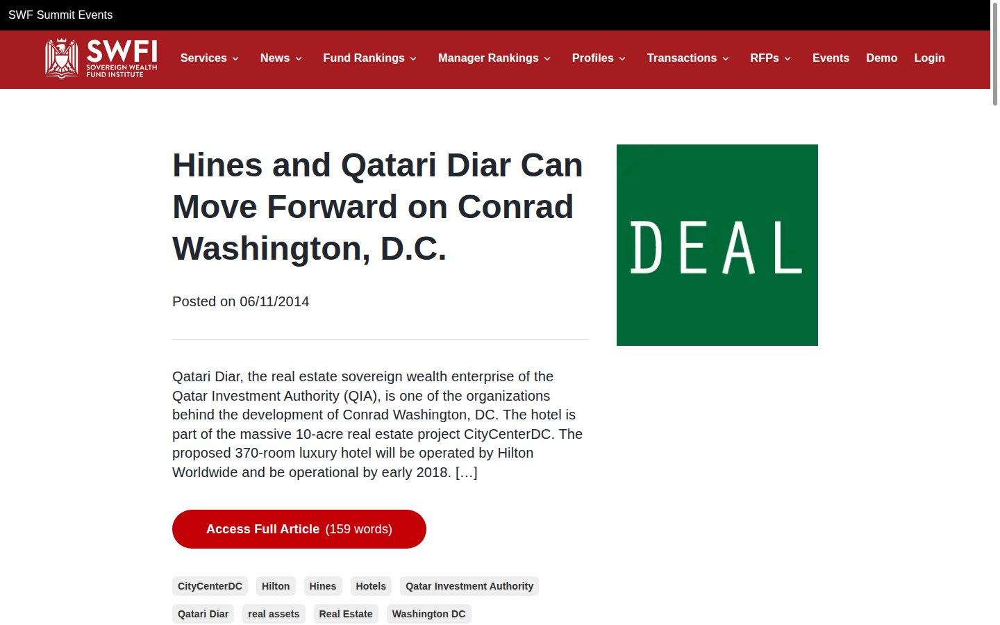 SWF Summit Events
SWFI
SOVEREIGN WEALTH
FUND INSTITUTE
Services
News
Fund Rankings
Manager Rankings
Profiles
Transactions
RFPs
Events
Demo
Login
Hines and Qatari Diar Can
Move Forward on Conrad
Washington, D.C.
DEAL
Posted on 06/11/2014
Qatari Diar, the real estate sovereign wealth enterprise of the
Qatar Investment Authority (QIA), is one of the organizations
behind the development of Conrad Washington, DC. The hotel is
part of the massive 10-acre real estate project CityCenterDC. The
proposed 370-room luxury hotel will be operated by Hilton
Worldwide and be operational by early 2018. […]
Access Full Article (159 words)
CityCenterDC Hilton Hines Hotels Qatar Investment Authority
Qatari Diar real assets Real Estate Washington DC